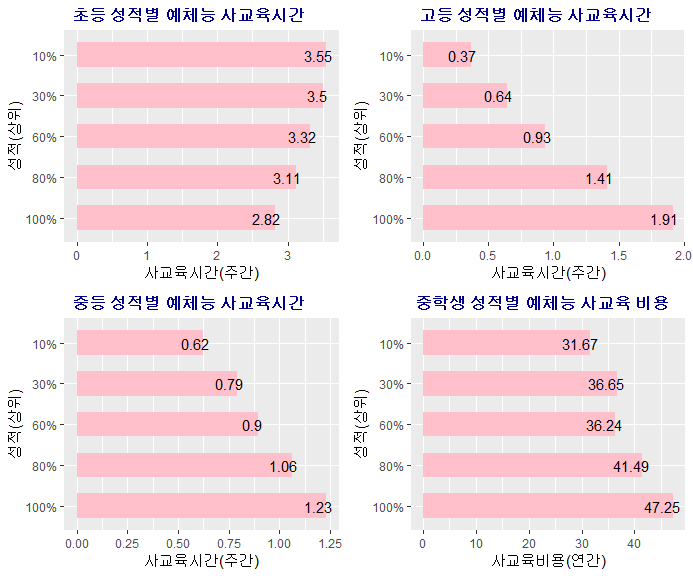 초등 성적별 예체능 사교육시간
성적(상위)
10%
3.55
30%
3.5
60%
3.32
80%
3.11
100%
2.82
0 1 2 3
사교육시간(주간)
고등 성적별 예체능 사교육시간
성적(상위)
10%
0.37
30%
0.64
60%
0.93
80%
1.41
100%
1.91
0.0 0.5 1.0 1.5 2.0
사교육시간(주간)
중등 성적별 예체능 사교육시간
성적(상위)
10%
0.62
30%
0.79
60%
0.9
80%
1.06
100%
1.23
0.00 0.25 0.50 0.75 1.00 1.25
사교육시간(주간)
중학생 성적별 예체능 사교육 비용
성적(상위)
10%
31.67
30%
36.65
60%
36.24
80%
41.49
100%
47.25
0 10 20 30 40
사교육비용(연간)